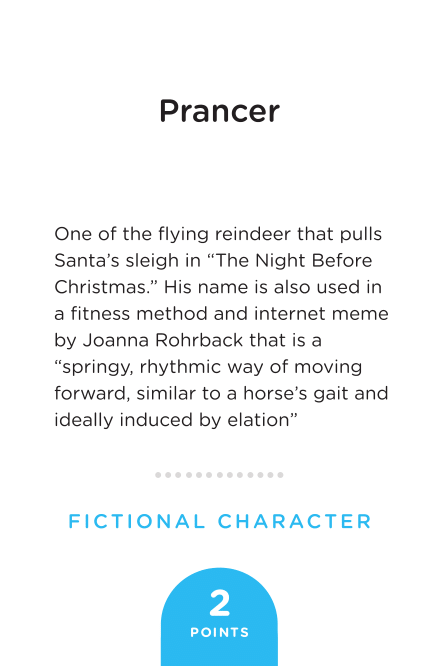 Prancer
One of the flying reindeer that pulls
Santa’s sleigh in “The Night Before
Christmas.” His name is also used in
a fitness method and internet meme
by Joanna Rohrback that is a
“springy, rhythmic way of moving
forward, similar to a horse’s gait and
ideally induced by elation”
FICTIONAL CHARACTER
2
POINTS